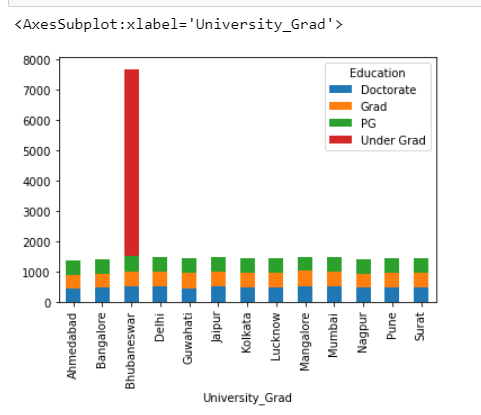 <AxesSubplot:xlabel='University_Grad'>
8000
7000
6000
5000
4000
3000
2000
1000
0
Education
Doctorate
Grad
PG
Under Grad
Ahmedabad
Bangalore
Bhubaneswar
Delhi
Guwahati
Jaipur
Kolkata
Lucknow
Mangalore
Mumbai
Nagpur
Pune
Surat
University_Grad